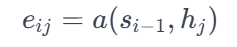 e_{ij} = a(s_{i-1}, h_j)